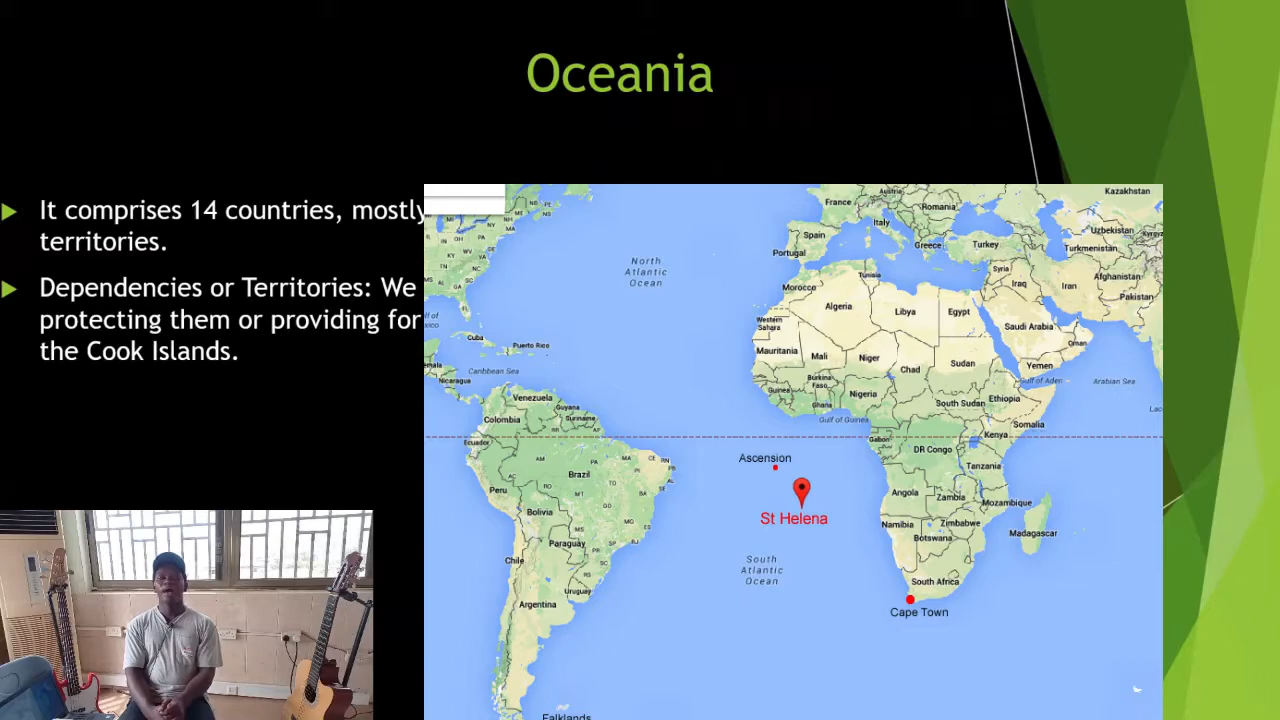 Oceania
It comprises 14 countries, mostly
territories.
Dependencies or Territories: We
protecting them or providing for
the Cook Islands.
Kazakhstan
Austria
France
Romania
Uzbekistan
Italy
Spain
Greece
Turkey
Turkmenistan
Portugal
North
Atlantic
Ocean
Tunisia
Syria
Afghanistan
Morocco
Iraq
Iran
Pakistan
Algeria
Libya
Egypt
Western
Sahara
Saudi Arabia
Cuba
Puerto Rico
Oman
Mauritania
Mali
Niger
Sudan
Yemen
Chad
Caribbean Sea
Nicaragua
Burkina
Faso
Gulf of Aden
Arabian Sea
Guinea
Nigeria
Ethiopia
Venezuela
South Sudan
Guyana
Ghana
Colombia
Suriname
Gulf of Guinea
Somalia
Ecuador
Gabon
Kenya
DR Congo
Ascension
Tanzania
Brazil
Peru
Angola
Zambia
Mozambique
Bolivia
St Helena
Namibia
Zimbabwe
Madagascar
Botswana
Paraguay
Chile
South
Atlantic
Ocean
South Africa
Uruguay
Argentina
Cape Town
Falklands